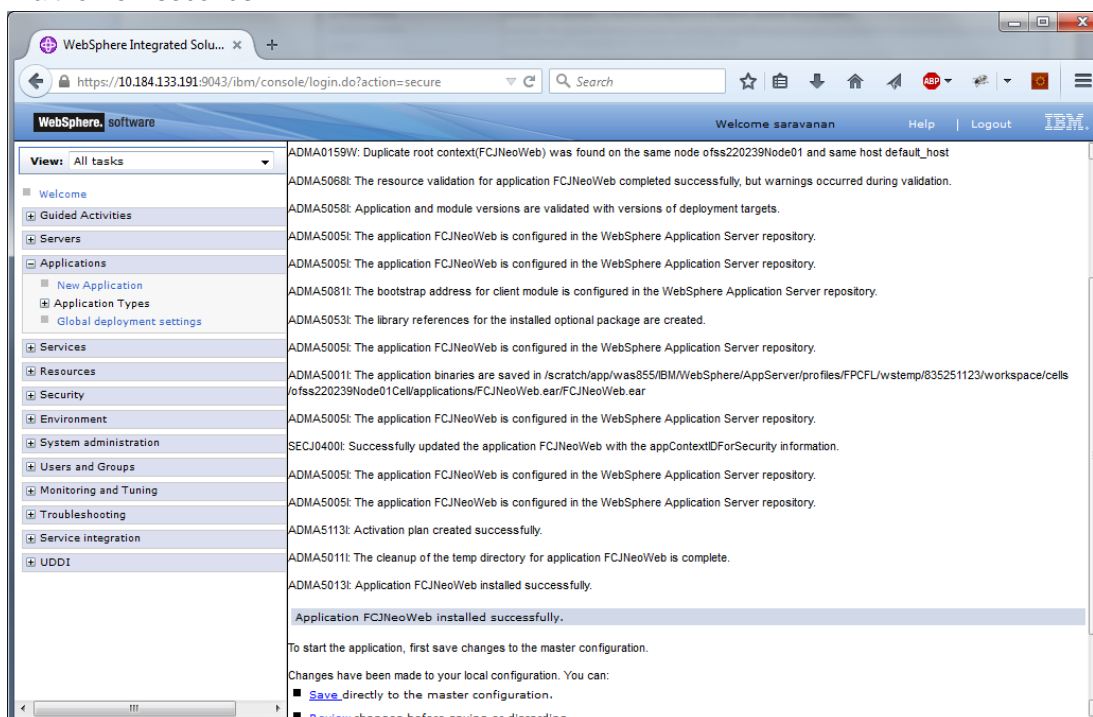 WebSphere Integrated Solu... × +
https://10.184.133.191:9043/ibm/console/login.do?action=secure
Search
ABP
WebSphere. software
Welcome saravanan
Help | Logout
IBM.
View: All tasks
Welcome
Guided Activities
Servers
Applications
New Application
Application Types
Global deployment settings
Services
Resources
Security
Environment
System administration
Users and Groups
Monitoring and Tuning
Troubleshooting
Service integration
UDDI
ADMA0159W: Duplicate root context(FCJNeoWeb) was found on the same node ofss220239Node01 and same host default_host
ADMA5068I: The resource validation for application FCJNeoWeb completed successfully, but warnings occurred during validation.
ADMA5058I: Application and module versions are validated with versions of deployment targets.
ADMA5005I: The application FCJNeoWeb is configured in the WebSphere Application Server repository.
ADMA5005I: The application FCJNeoWeb is configured in the WebSphere Application Server repository.
ADMA5081I: The bootstrap address for client module is configured in the WebSphere Application Server repository.
ADMA5053I: The library references for the installed optional package are created.
ADMA5005I: The application FCJNeoWeb is configured in the WebSphere Application Server repository.
ADMA5001I: The application binaries are saved in /scratch/app/was855/IBM/WebSphere/AppServer/profiles/FPCFL/wstemp/835251123/workspace/cells
/ofss220239Node01Cell/applications/FCJNeoWeb.ear/FCJNeoWeb.ear
ADMA5005I: The application FCJNeoWeb is configured in the WebSphere Application Server repository.
SECJ0400I: Successfully updated the application FCJNeoWeb with the appContextIDForSecurity information.
ADMA5005I: The application FCJNeoWeb is configured in the WebSphere Application Server repository.
ADMA5005I: The application FCJNeoWeb is configured in the WebSphere Application Server repository.
ADMA5113I: Activation plan created successfully.
ADMA5011I: The cleanup of the temp directory for application FCJNeoWeb is complete.
ADMA5013I: Application FCJNeoWeb installed successfully.
Application FCJNeoWeb installed successfully.
To start the application, first save changes to the master configuration.
Changes have been made to your local configuration. You can:
Save directly to the master configuration.
Review changes before saving or discarding.